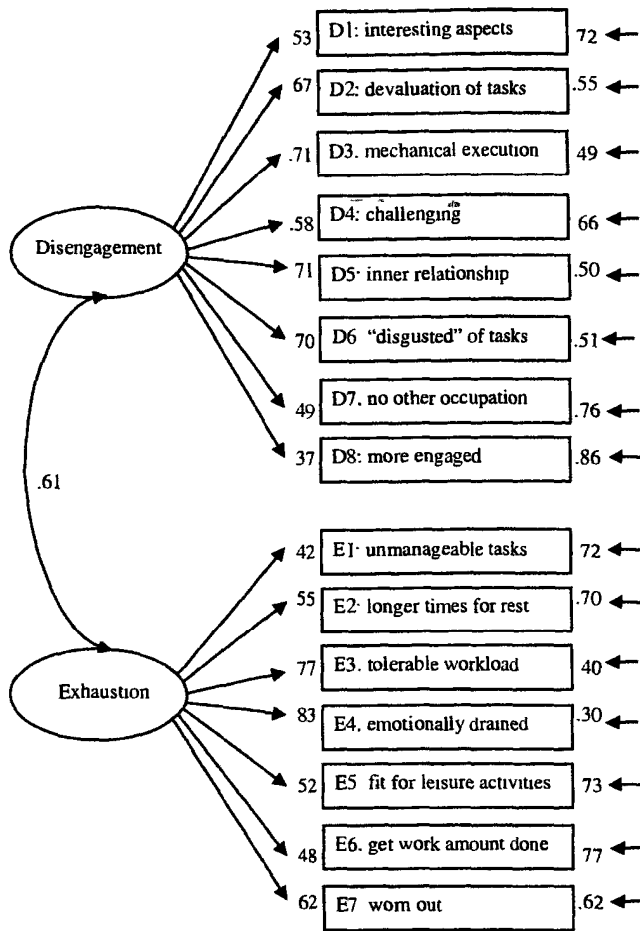 53 D1: interesting aspects 72
67 D2: devaluation of tasks .55
.71 D3. mechanical execution 49
.58 D4: challenging 66
Disengagement
71 D5· inner relationship .50
70 D6 “disgusted” of tasks .51
49 D7. no other occupation .76
37 D8: more engaged .86
.61
42 E1· unmanageable tasks 72
55 E2· longer times for rest .70
77 E3. tolerable workload 40
Exhaustion
83 E4. emotionally drained .30
52 E5 fit for leisure activities 73
48 E6. get work amount done 77
62 E7 worn out .62